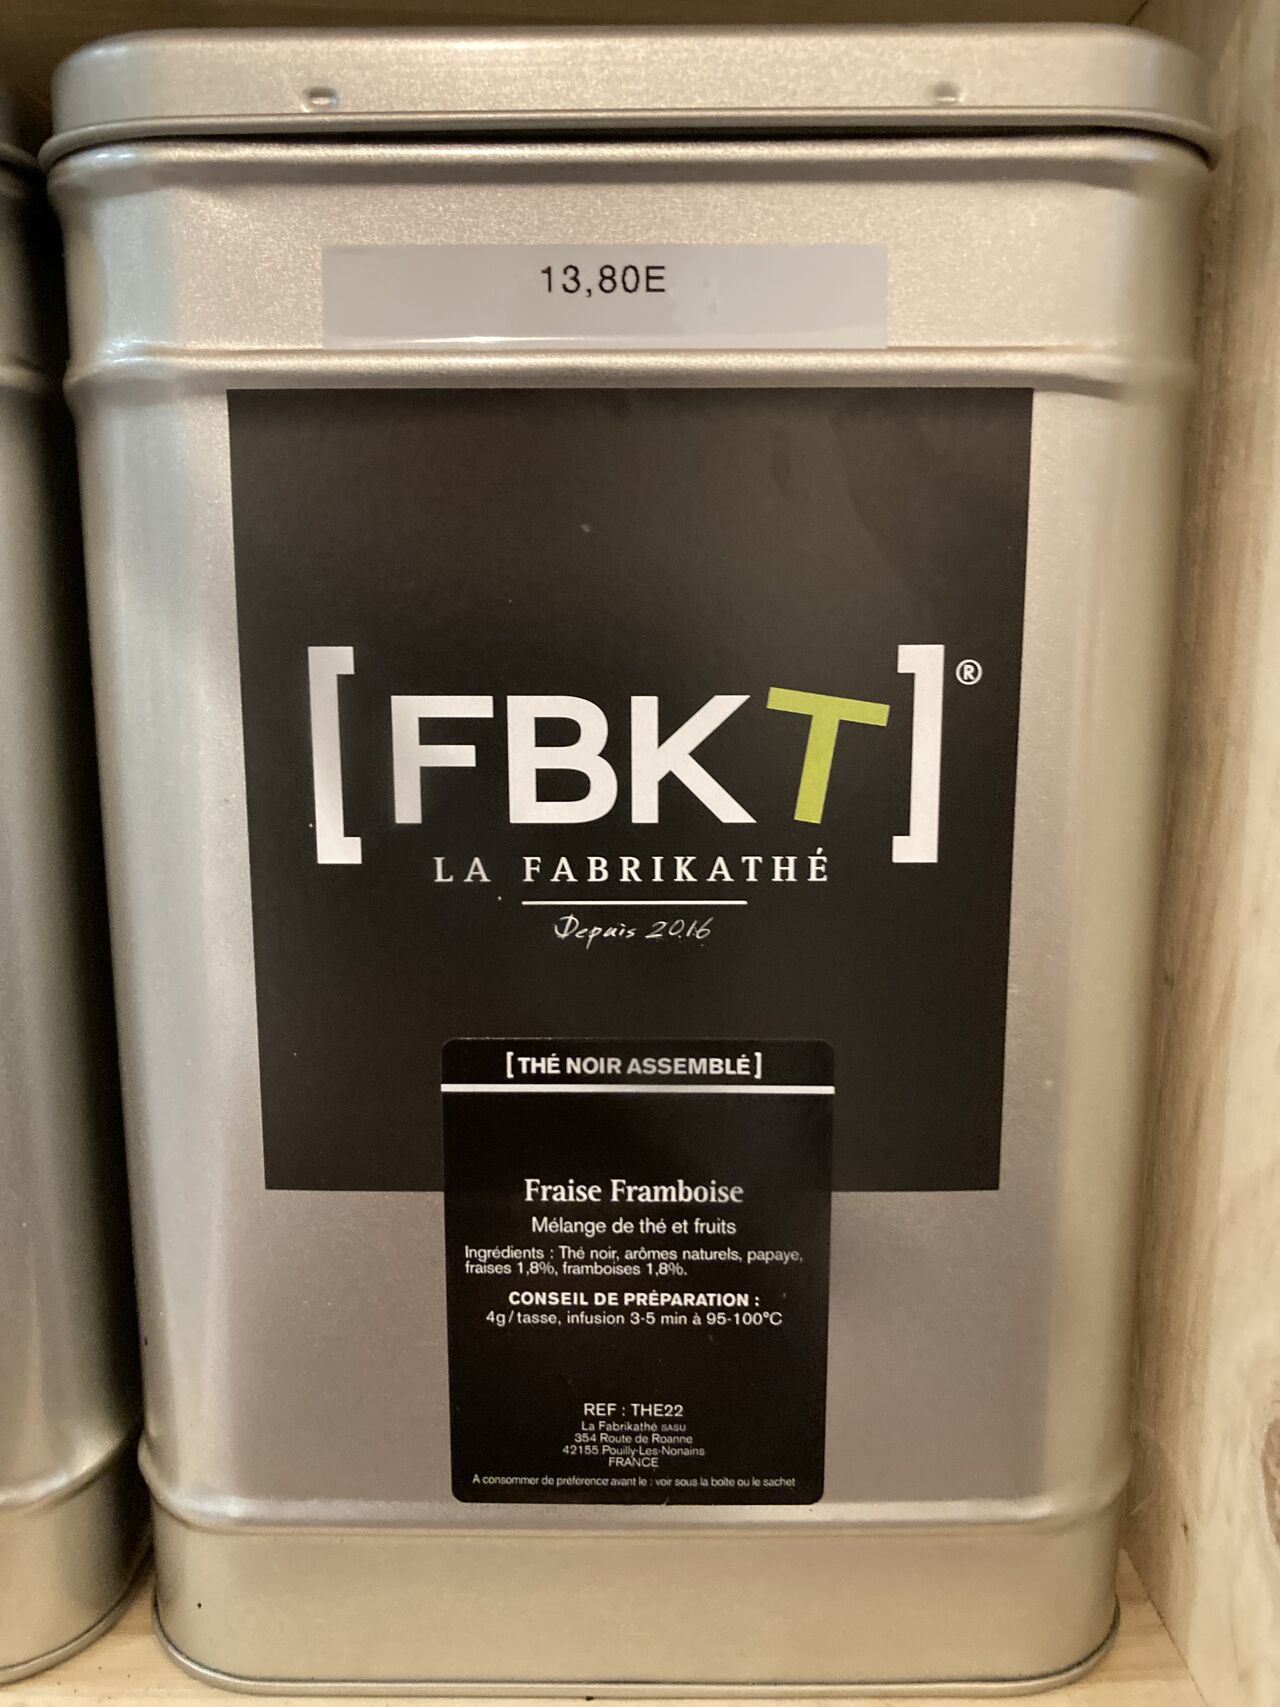 13,80E
[FBKT]®
LA FABRIKATHÉ
Depuis 2016
[THÉ NOIR ASSEMBLÉ]
Fraise Framboise
Mélange de thé et fruits
Ingrédients : Thé noir, arômes naturels, papaye,
fraises 1,8%, framboises 1,8%.
CONSEIL DE PRÉPARATION :
4g/tasse, infusion 3-5 min à 95-100°C
REF : THE22
La Fabrikathé SASU
354 Route de Roanne
42155 Pouilly-Les-Nonains
FRANCE
A consommer de préférence avant le : voir sous la boîte ou le sachet